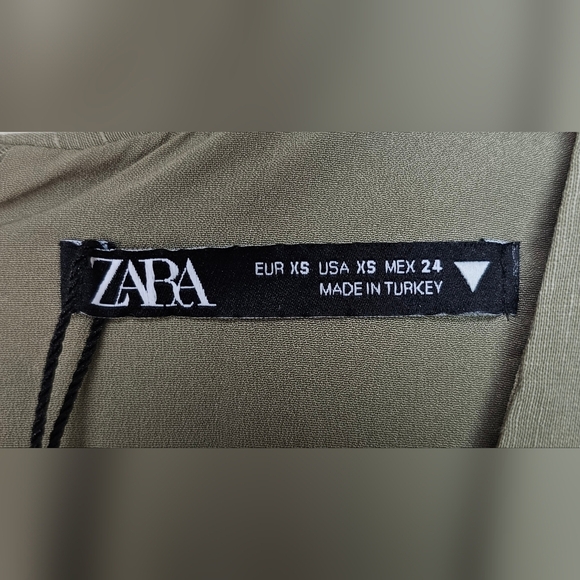 ZARA
EUR XS USA XS MEX 24
MADE IN TURKEY